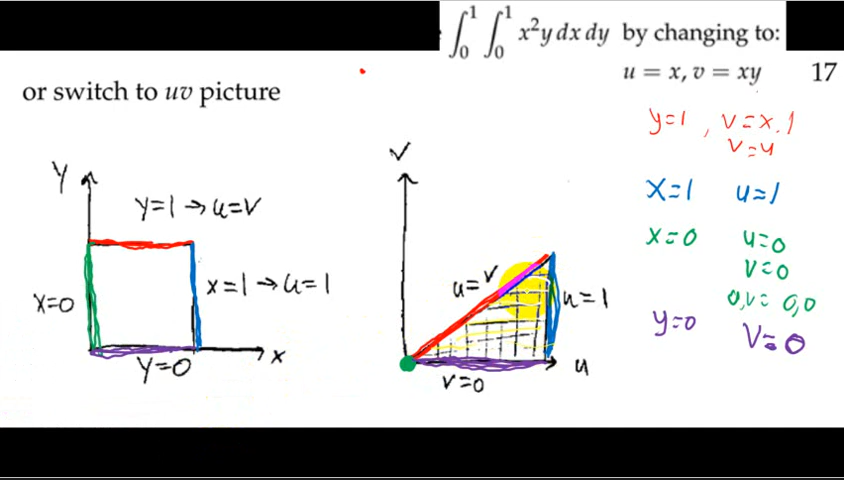 ∫₀¹ ∫₀¹ x²y dx dy by changing to:
u = x, v = xy 17
or switch to uv picture
y=1, v=x.1
v=u
x=1 u=1
x=0 u=0
v=0
u,v= 0,0
y=0 v=0
y
y=1→u=v
x=0
x=1→u=1
y=0
x
v
u=v
u=1
v=0
u